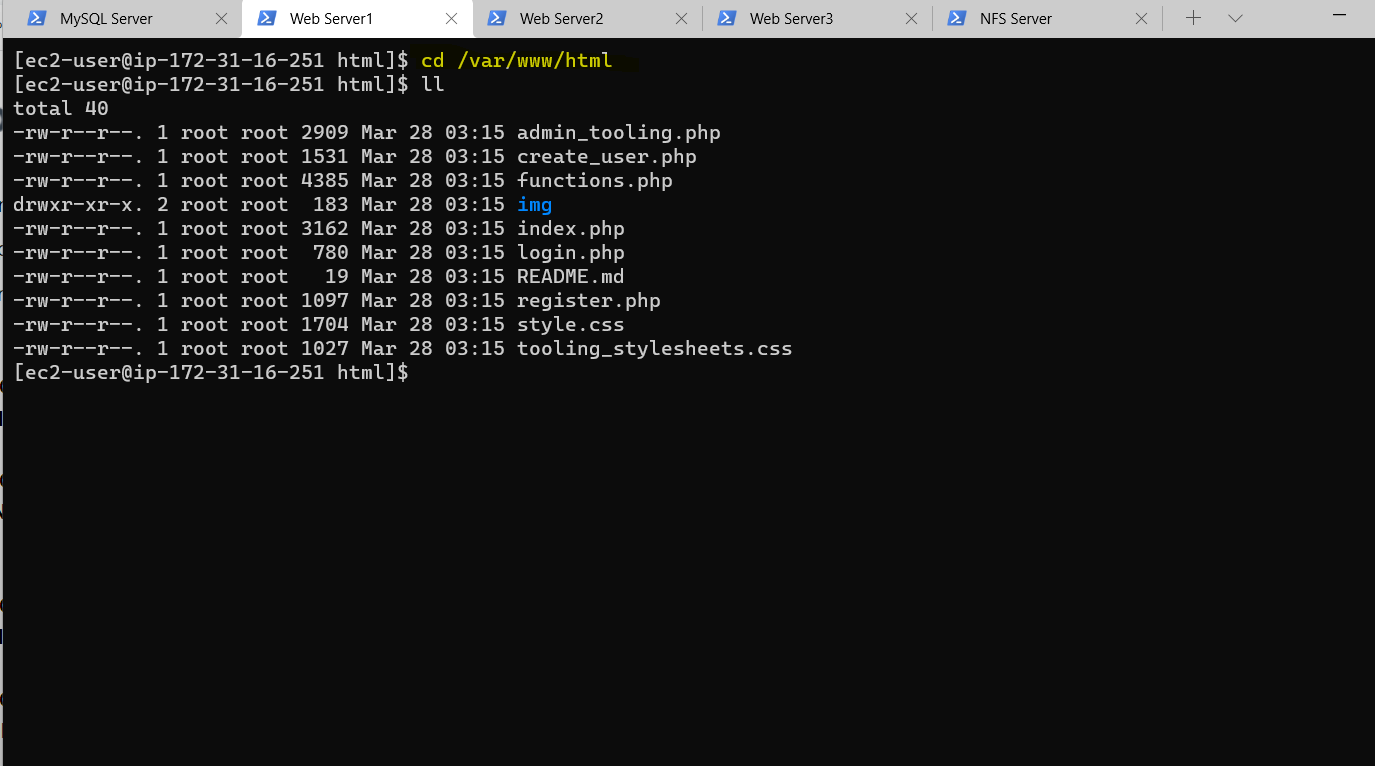 MySQL Server Web Server1 Web Server2 Web Server3 NFS Server
[ec2-user@ip-172-31-16-251 html]$ cd /var/www/html
[ec2-user@ip-172-31-16-251 html]$ ll
total 40
-rw-r--r--. 1 root root 2909 Mar 28 03:15 admin_tooling.php
-rw-r--r--. 1 root root 1531 Mar 28 03:15 create_user.php
-rw-r--r--. 1 root root 4385 Mar 28 03:15 functions.php
drwxr-xr-x. 2 root root  183 Mar 28 03:15 img
-rw-r--r--. 1 root root 3162 Mar 28 03:15 index.php
-rw-r--r--. 1 root root  780 Mar 28 03:15 login.php
-rw-r--r--. 1 root root   19 Mar 28 03:15 README.md
-rw-r--r--. 1 root root 1097 Mar 28 03:15 register.php
-rw-r--r--. 1 root root 1704 Mar 28 03:15 style.css
-rw-r--r--. 1 root root 1027 Mar 28 03:15 tooling_stylesheets.css
[ec2-user@ip-172-31-16-251 html]$